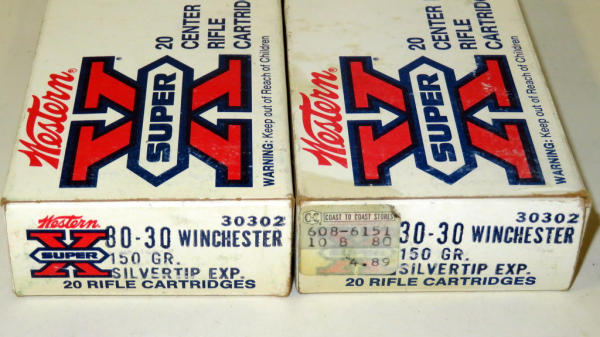 Western®
SUPER X
20
CENTER
RIFLE
CARTRIDG
WARNING: Keep out of Reach of Children
Western
SUPER X
30302
30-30 WINCHESTER
150 GR.
SILVERTIP EXP.
20 RIFLE CARTRIDGES
Western®
SUPER X
20
CENTER
RIFLE
CARTRID
WARNING: Keep out of Reach of Children
COAST TO COAST STORES
608-6151
10 8 80
4.89
30302
30-30 WINCHESTER
150 GR.
SILVERTIP EXP.
20 RIFLE CARTRIDGES